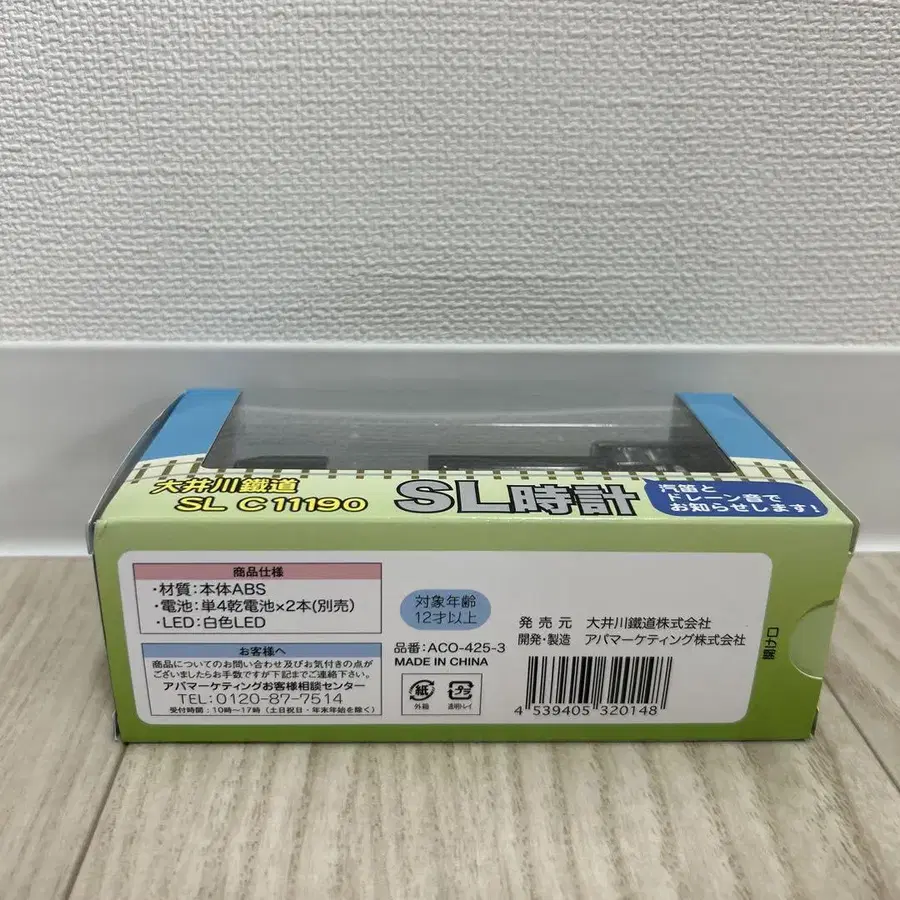 大井川鐵道
SL C11190
SL時計
汽笛と
ドレーン音で
お知らせします!
商品仕様
・材質:本体ABS
・電池:単4乾電池×2本(別売)
・LED:白色LED
お客様へ
商品についてのお問い合わせ及びお気付きの点が
ございましたらお手数ですが下記までご連絡下さい。
アパマーケティングお客様相談センター
TEL:0120-87-7514
受付時間:10時〜17時(土日祝日・年末年始を除く)
対象年齢
12才以上
品番:ACO-425-3
MADE IN CHINA
紙
外箱
プラ
透明トレイ
発売元 大井川鐵道株式会社
開発・製造 アパマーケティング株式会社
4 539405 320148
開け口